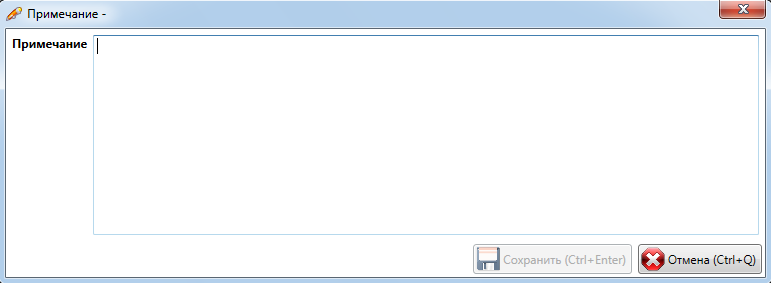 Примечание -
Примечание
Сохранить (Ctrl+Enter)
Отмена (Ctrl+Q)